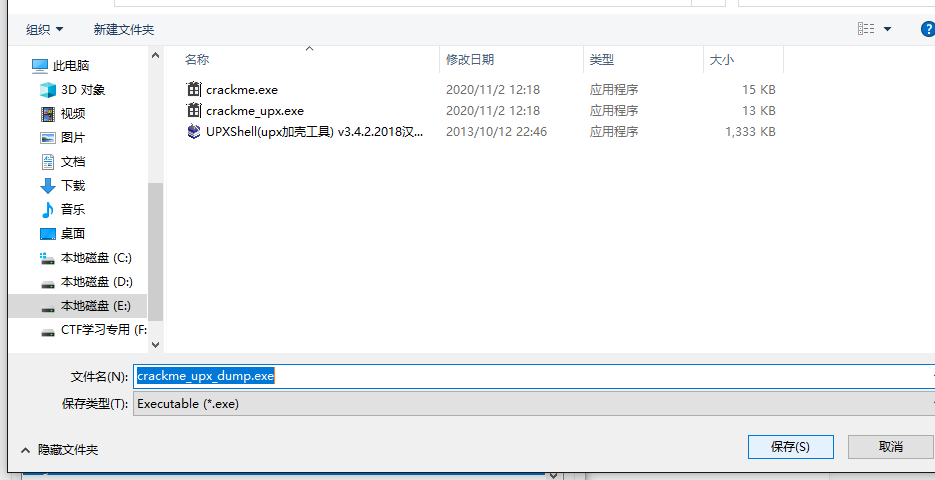 组织 新建文件夹 ?
名称 修改日期 类型 大小
此电脑
3D 对象
视频
图片
文档
下载
音乐
桌面
本地磁盘 (C:)
本地磁盘 (D:)
本地磁盘 (E:)
CTF学习专用 (F:
crackme.exe 2020/11/2 12:18 应用程序 15 KB
crackme_upx.exe 2020/11/2 12:18 应用程序 13 KB
UPXShell(upx加壳工具) v3.4.2.2018汉... 2013/10/12 22:46 应用程序 1,333 KB
文件名(N): crackme_upx_dump.exe
保存类型(T): Executable (*.exe)
隐藏文件夹 保存(S) 取消